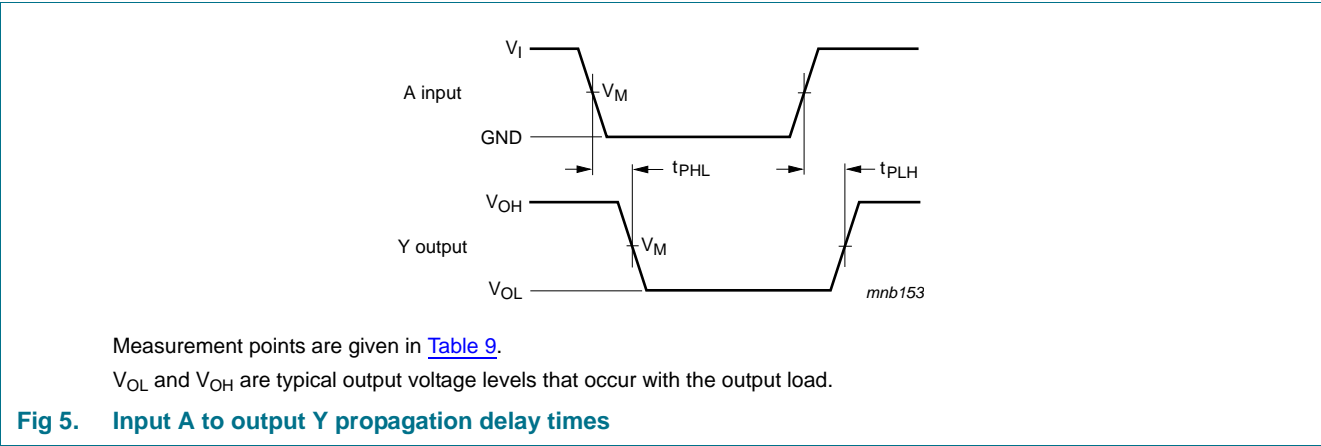 V_I
A input
V_M
GND
t_PHL
t_PLH
V_OH
Y output
V_M
V_OL
mnb153
Measurement points are given in Table 9.
V_OL and V_OH are typical output voltage levels that occur with the output load.
Fig 5. Input A to output Y propagation delay times